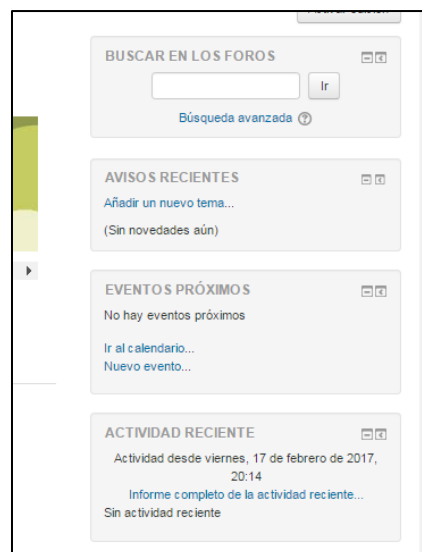 BUSCAR EN LOS FOROS
Ir
Búsqueda avanzada
AVISOS RECIENTES
Añadir un nuevo tema...
(Sin novedades aún)
EVENTOS PRÓXIMOS
No hay eventos próximos
Ir al calendario...
Nuevo evento...
ACTIVIDAD RECIENTE
Actividad desde viernes, 17 de febrero de 2017,
20:14
Informe completo de la actividad reciente...
Sin actividad reciente